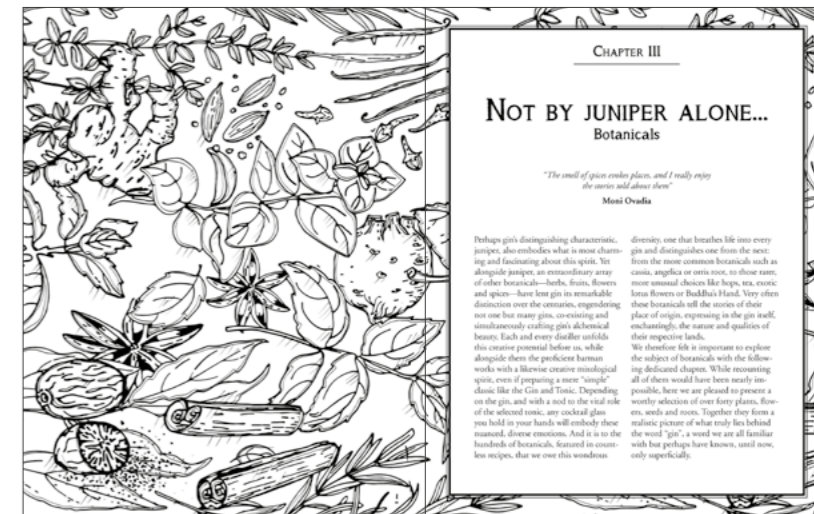 CHAPTER III
NOT BY JUNIPER ALONE...
Botanicals
"The smell of spices evokes places, and I really enjoy
the stories told about them"
Moni Ovadia
Perhaps gin's distinguishing characteristic,
juniper, also embodies what is most charm-
ing and fascinating about this spirit. Yet
alongside juniper, an extraordinary array
of other botanicals—herbs, fruits, flowers
and spices—have lent gin its remarkable
distinction over the centuries, engendering
not one but many gins, co-existing and
simultaneously crafting gin's alchemical
beauty. Each and every distiller unfolds
this creative potential before us, while
alongside them the proficient barman
works with a likewise creative mixological
spirit, even if preparing a mere "simple"
classic like the Gin and Tonic. Depending
on the gin, and with a nod to the vital role
of the selected tonic, any cocktail glass
you hold in your hands will embody these
nuanced, diverse emotions. And it is to the
hundreds of botanicals, featured in count-
less recipes, that we owe this wondrous
diversity, one that breathes life into every
gin and distinguishes one from the next:
from the more common botanicals such as
cassia, angelica or orris root, to those rarer,
more unusual choices like hops, tea, exotic
lotus flowers or Buddha's Hand. Very often
these botanicals tell the stories of their
place of origin, expressing in the gin itself,
enchantingly, the nature and qualities of
their respective lands.
We therefore felt it important to explore
the subject of botanicals with the follow-
ing dedicated chapter. While recounting
all of them would have been nearly im-
possible, here we are pleased to present a
worthy selection of over forty plants, flow-
ers, seeds and roots. Together they form a
realistic picture of what truly lies behind
the word "gin", a word we are all familiar
with but perhaps have known, until now,
only superficially.